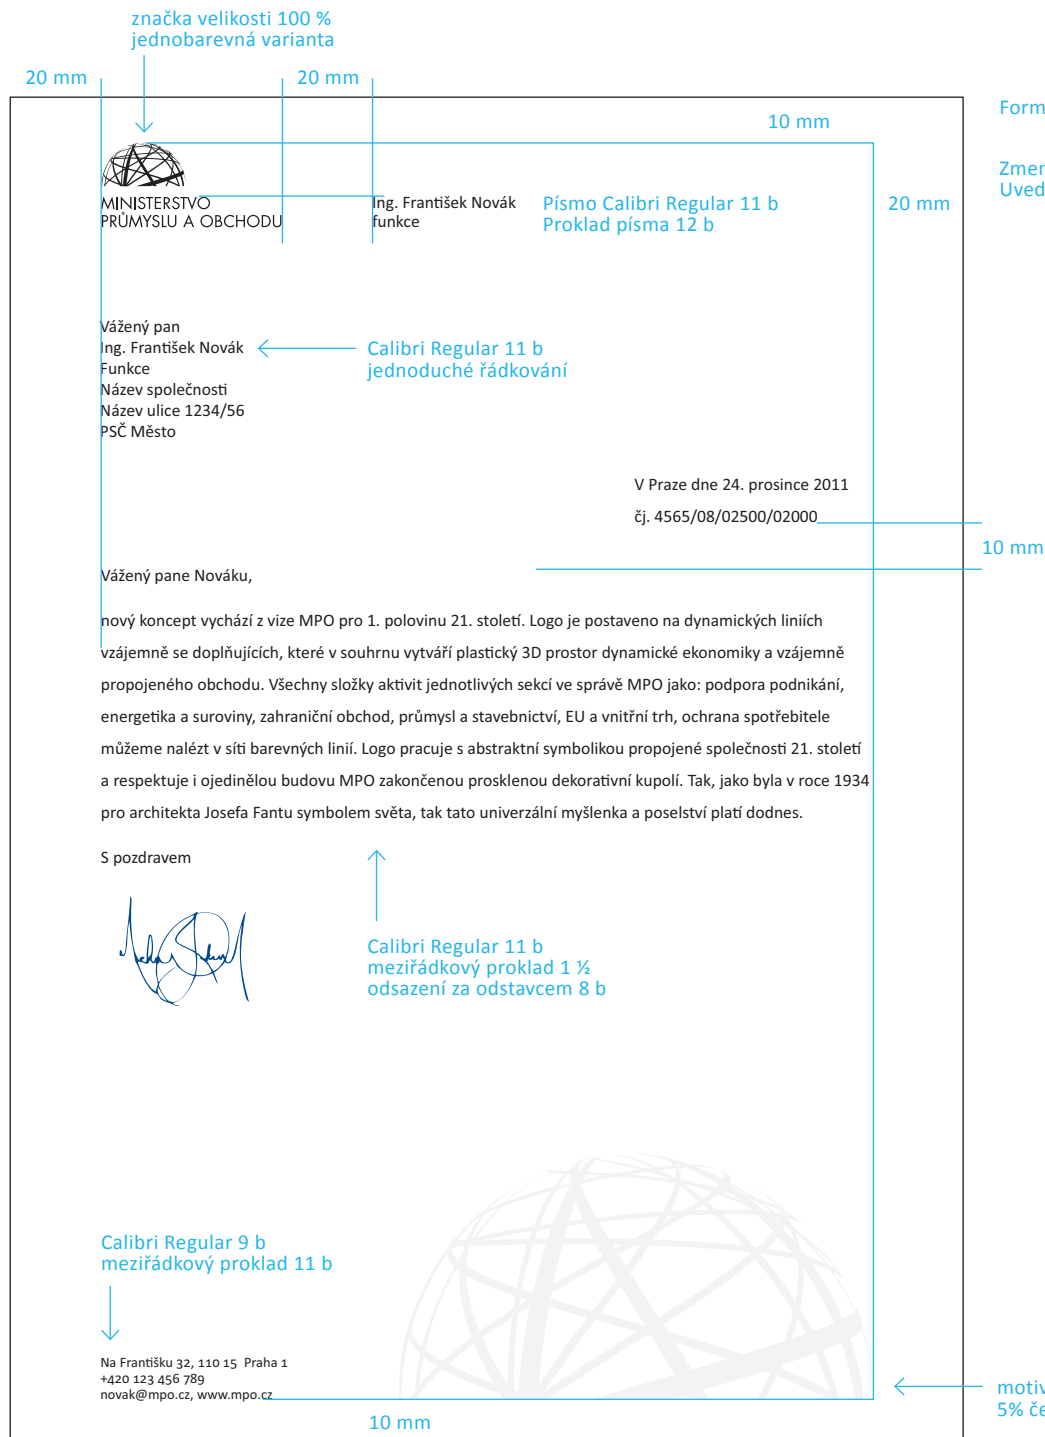 značka velikosti 100 %
jednobarevná varianta
20 mm
20 mm
10 mm
MINISTERSTVO
PRŮMYSLU A OBCHODU
Ing. František Novák
funkce
Písmo Calibri Regular 11 b
Proklad písma 12 b
20 mm
Form
Zmen
Uved
Vážený pan
Ing. František Novák
Funkce
Název společnosti
Název ulice 1234/56
PSČ Město
Calibri Regular 11 b
jednoduché řádkování
V Praze dne 24. prosince 2011
čj. 4565/08/02500/02000
10 mm
Vážený pane Nováku,
nový koncept vychází z vize MPO pro 1. polovinu 21. století. Logo je postaveno na dynamických liniích
vzájemně se doplňujících, které v souhrnu vytváří plastický 3D prostor dynamické ekonomiky a vzájemně
propojeného obchodu. Všechny složky aktivit jednotlivých sekcí ve správě MPO jako: podpora podnikání,
energetika a suroviny, zahraniční obchod, průmysl a stavebnictví, EU a vnitřní trh, ochrana spotřebitele
můžeme nalézt v síti barevných linií. Logo pracuje s abstraktní symbolikou propojené společnosti 21. století
a respektuje i ojedinělou budovu MPO zakončenou prosklenou dekorativní kupolí. Tak, jako byla v roce 1934
pro architekta Josefa Fantu symbolem světa, tak tato univerzální myšlenka a poselství platí dodnes.
S pozdravem
Calibri Regular 11 b
meziřádkový proklad 1 ½
odsazení za odstavcem 8 b
Calibri Regular 9 b
meziřádkový proklad 11 b
Na Františku 32, 110 15 Praha 1
+420 123 456 789
novak@mpo.cz, www.mpo.cz
10 mm
motiv
5% če